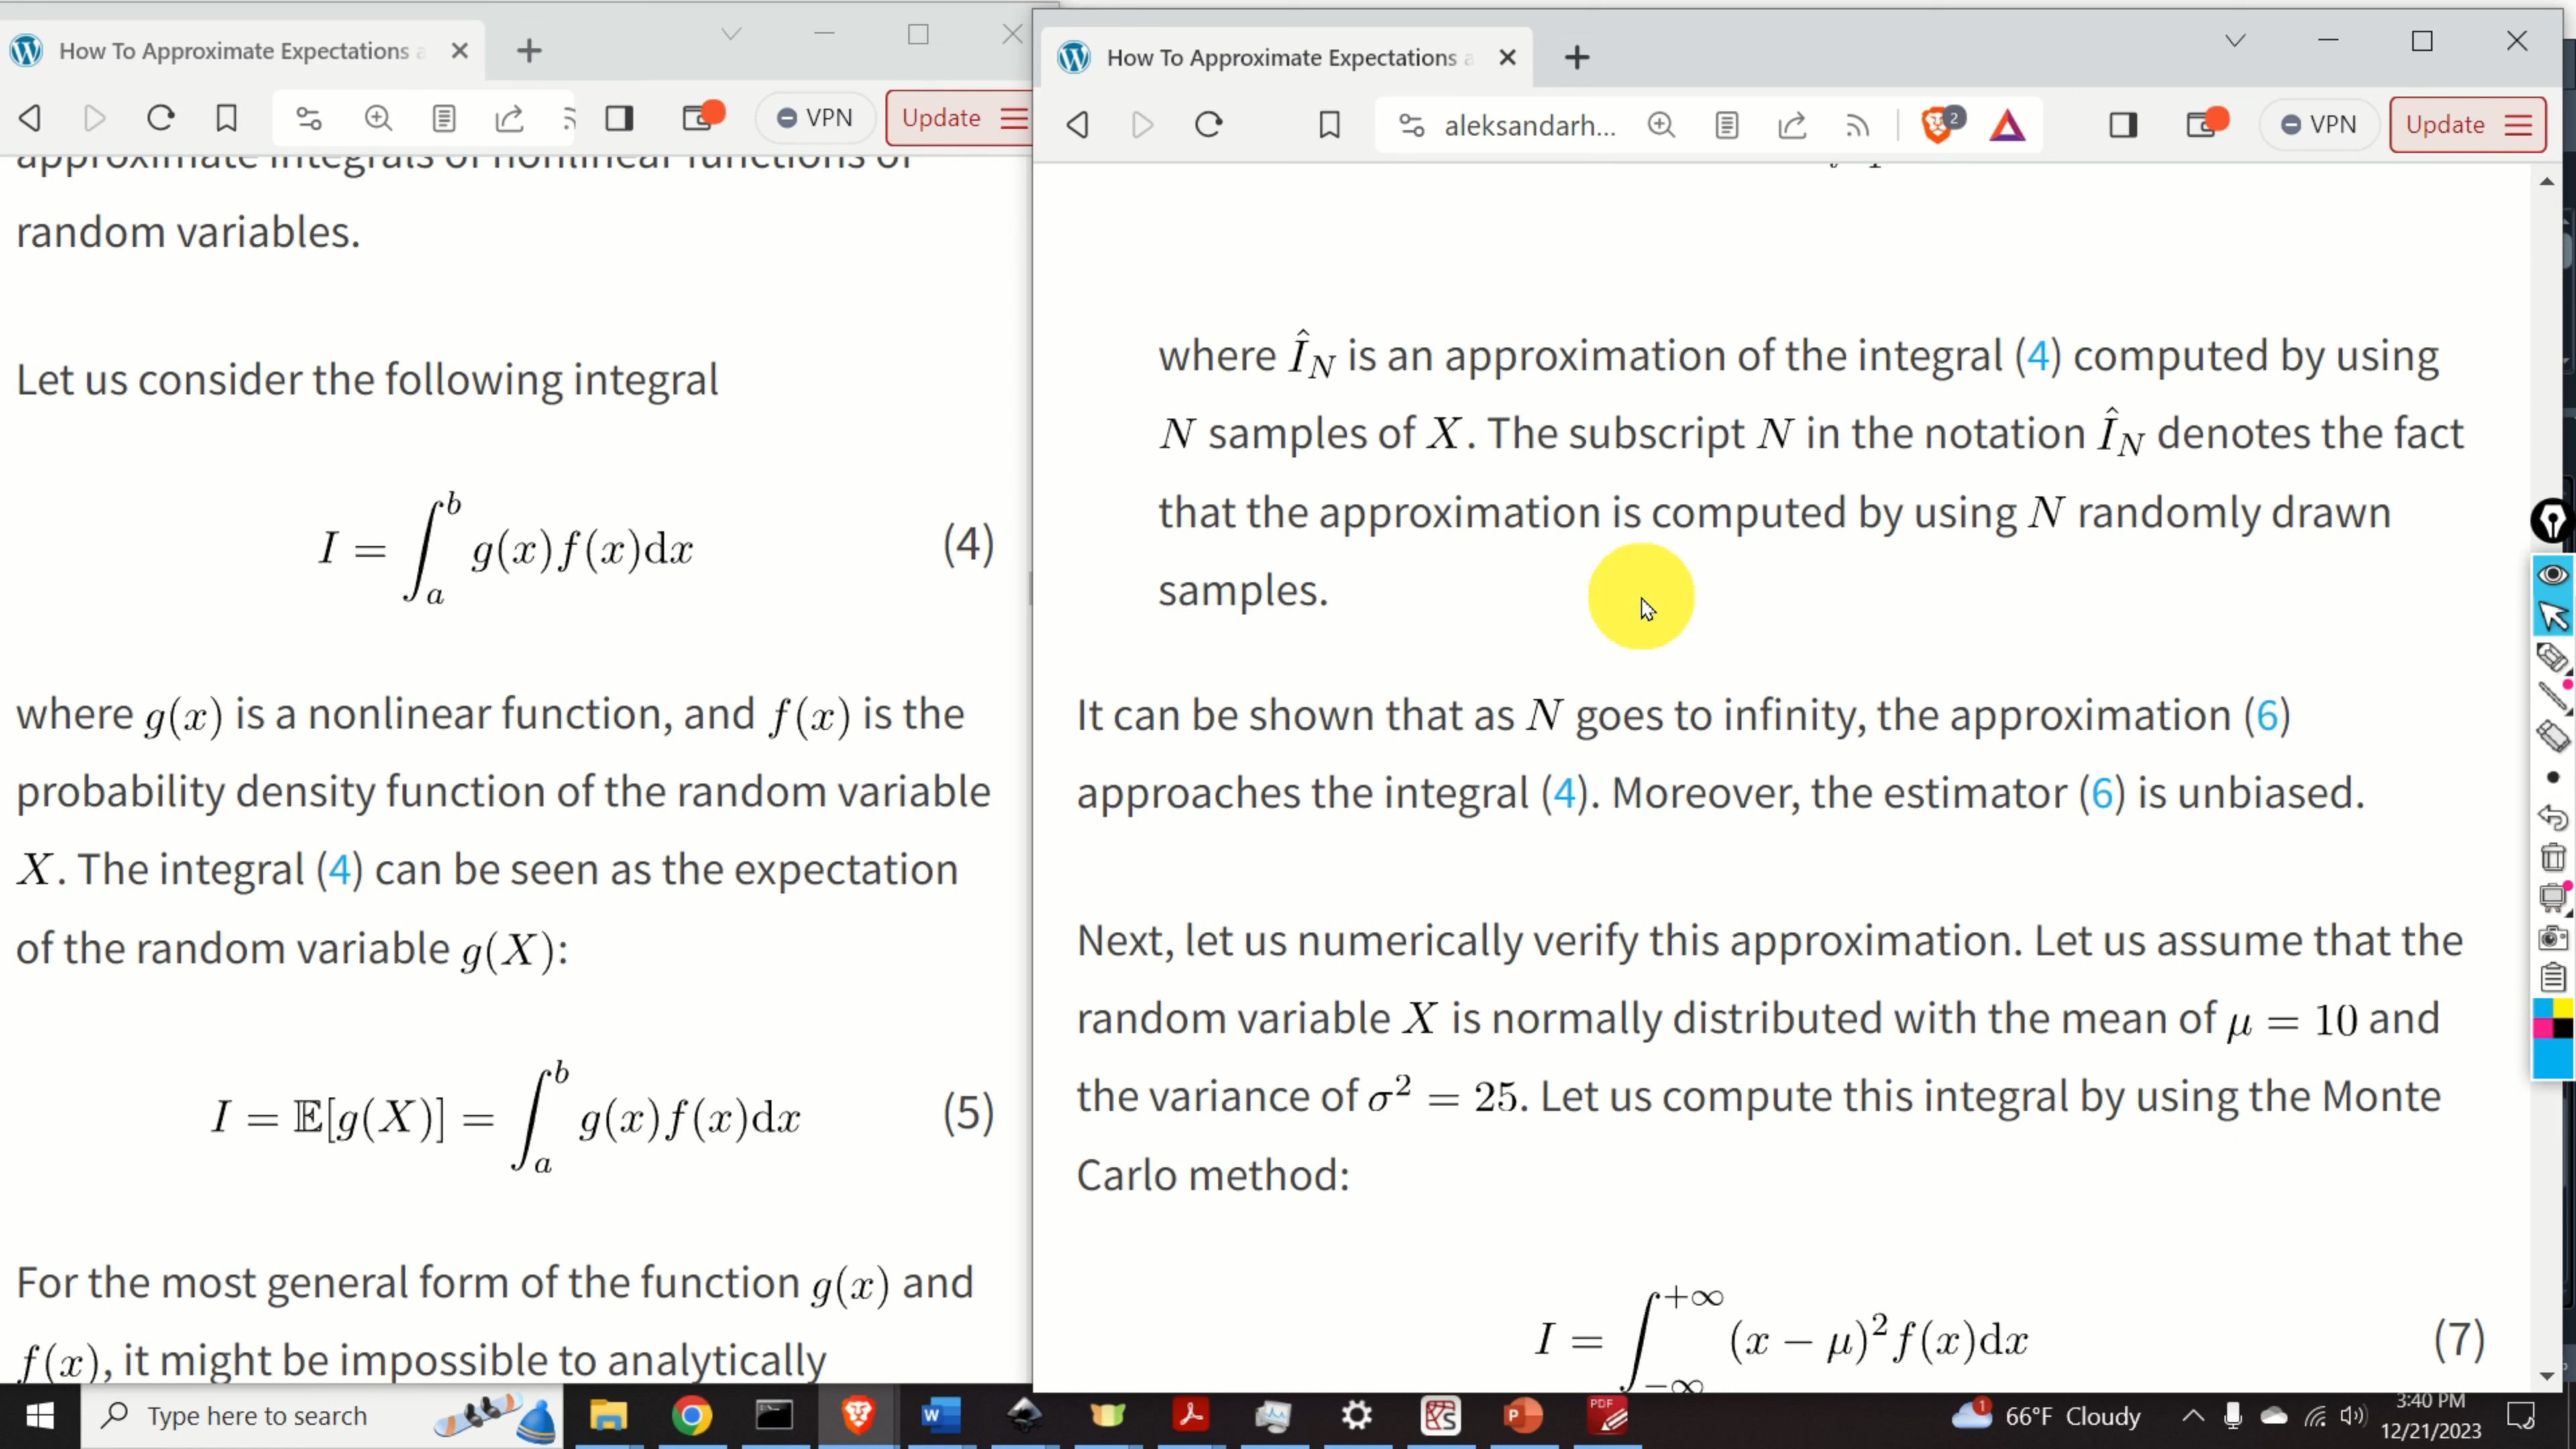 How To Approximate Expectations a
VPN
Update
approximate integrals of nonlinear functions of
random variables.
Let us consider the following integral
I = ∫_a^b g(x)f(x)dx (4)
where g(x) is a nonlinear function, and f(x) is the
probability density function of the random variable
X. The integral (4) can be seen as the expectation
of the random variable g(X):
I = 𝔼[g(X)] = ∫_a^b g(x)f(x)dx (5)
For the most general form of the function g(x) and
f(x), it might be impossible to analytically
How To Approximate Expectations a
aleksandarh...
2
VPN
Update
where Î_N is an approximation of the integral (4) computed by using
N samples of X. The subscript N in the notation Î_N denotes the fact
that the approximation is computed by using N randomly drawn
samples.
It can be shown that as N goes to infinity, the approximation (6)
approaches the integral (4). Moreover, the estimator (6) is unbiased.
Next, let us numerically verify this approximation. Let us assume that the
random variable X is normally distributed with the mean of μ = 10 and
the variance of σ² = 25. Let us compute this integral by using the Monte
Carlo method:
I = ∫_{−∞}^{+∞} (x − μ)² f(x)dx (7)
Type here to search
W
P
PDF
1
66°F Cloudy
3:40 PM
12/21/2023